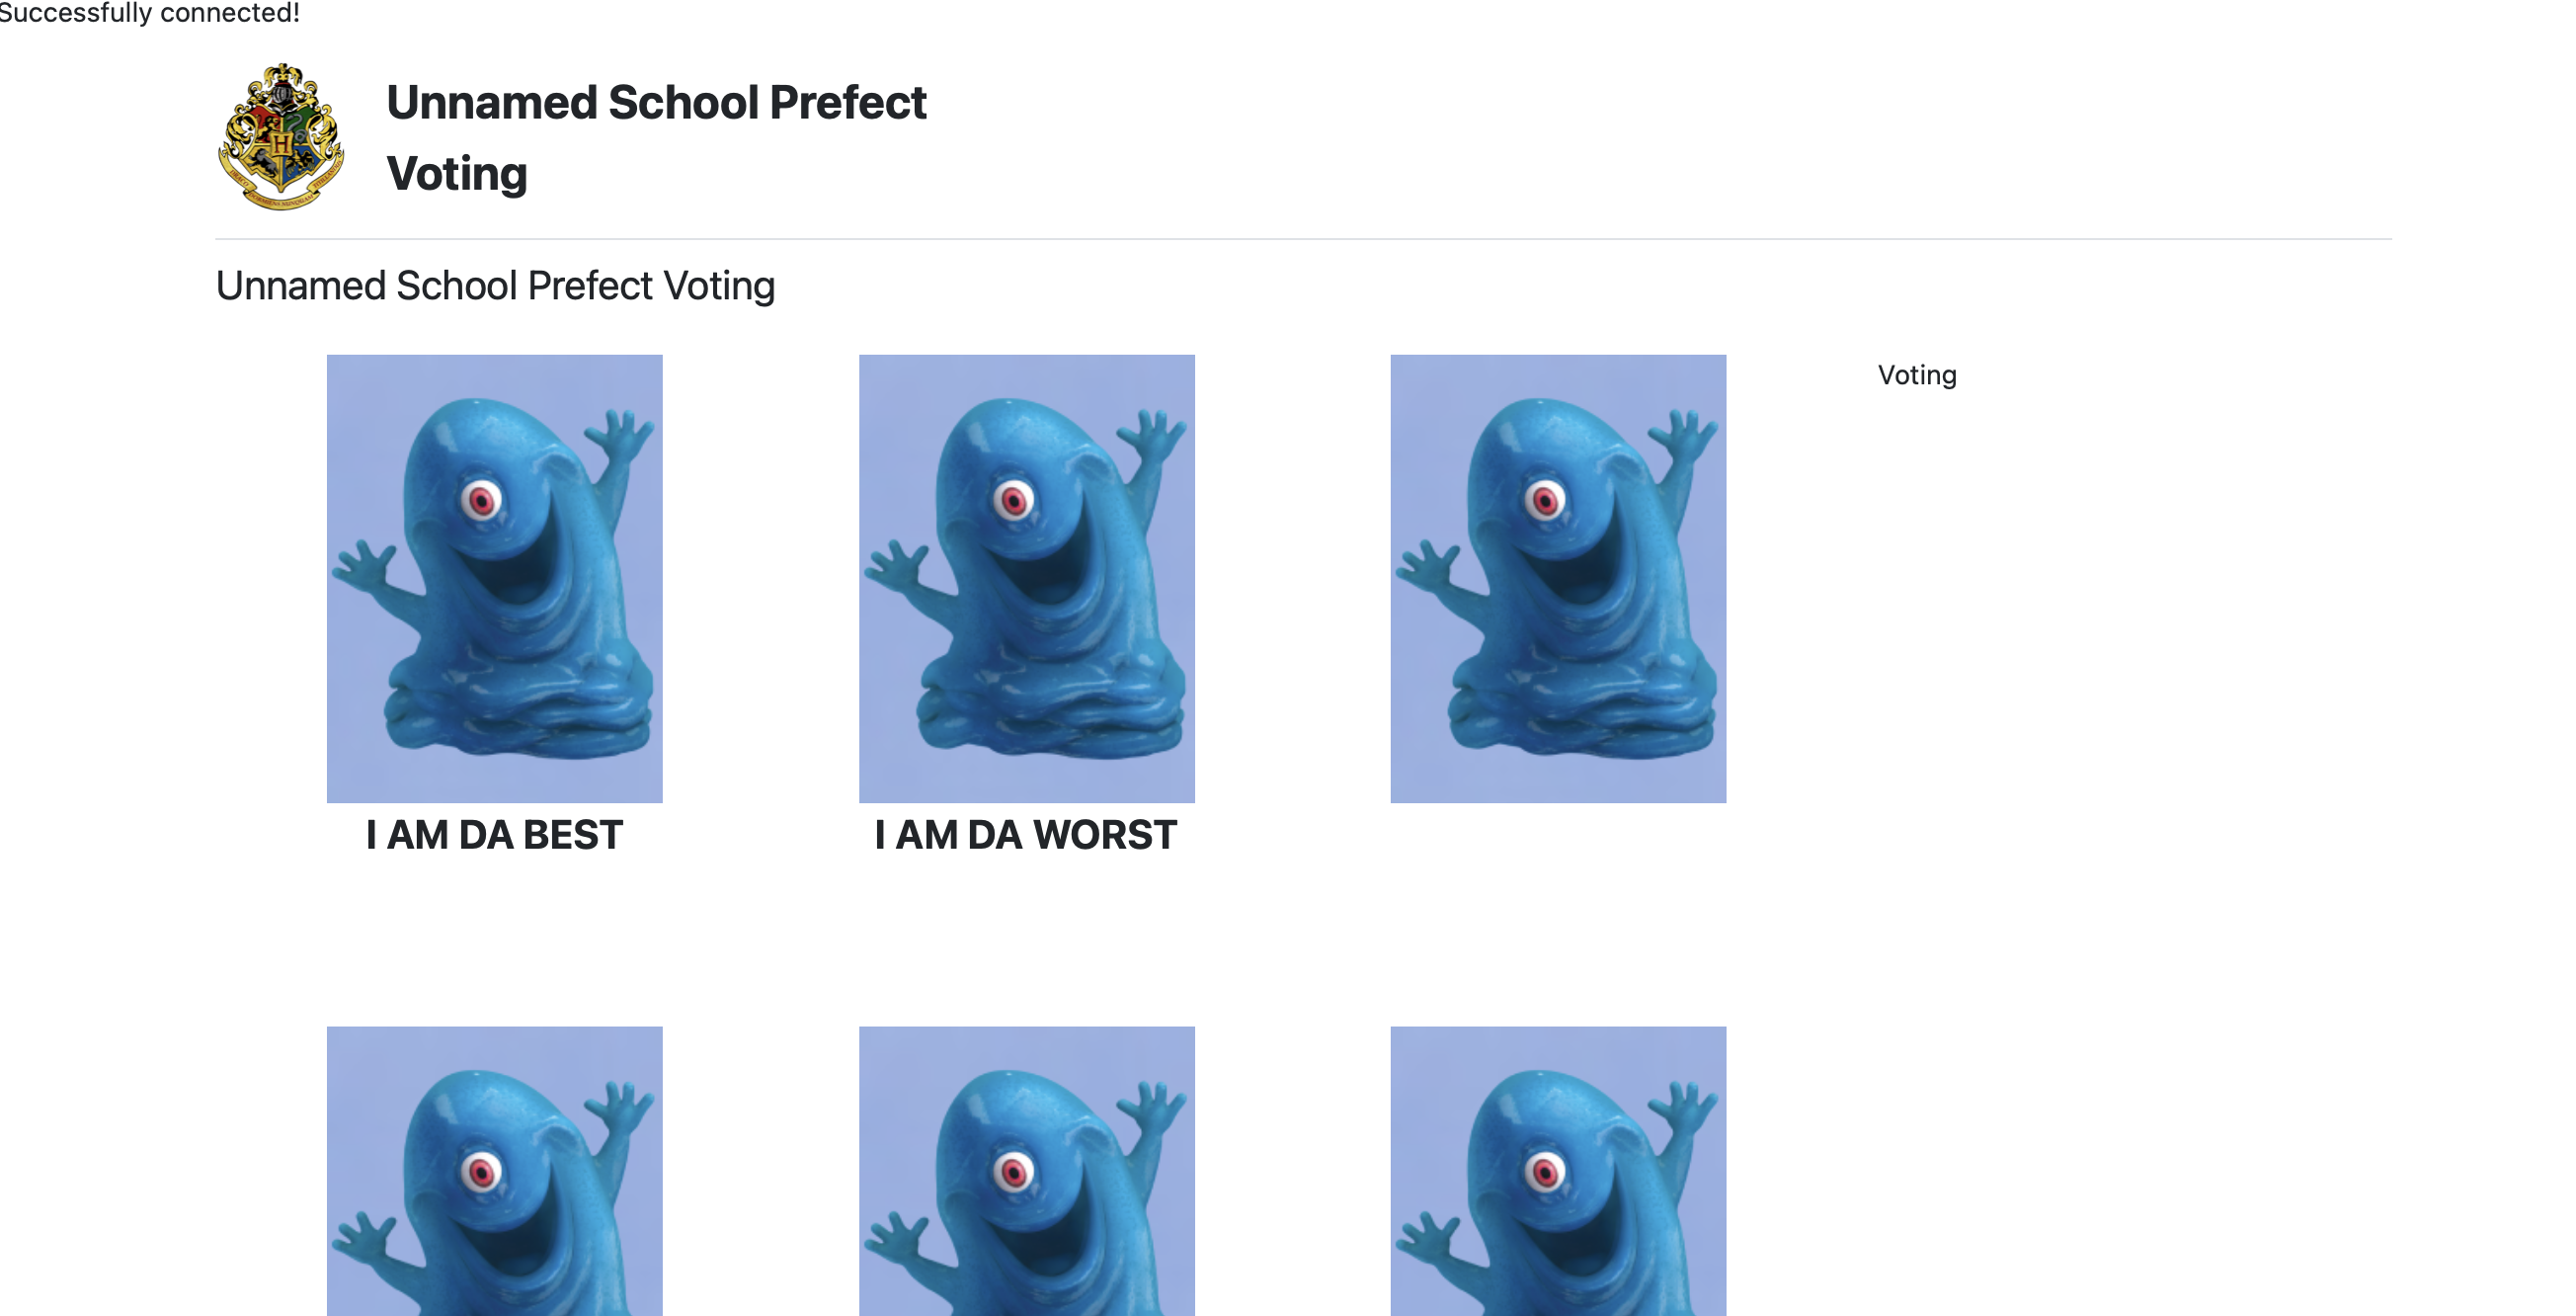 Successfully connected!
Unnamed School Prefect
Voting
Unnamed School Prefect Voting
Voting
I AM DA BEST
I AM DA WORST
H